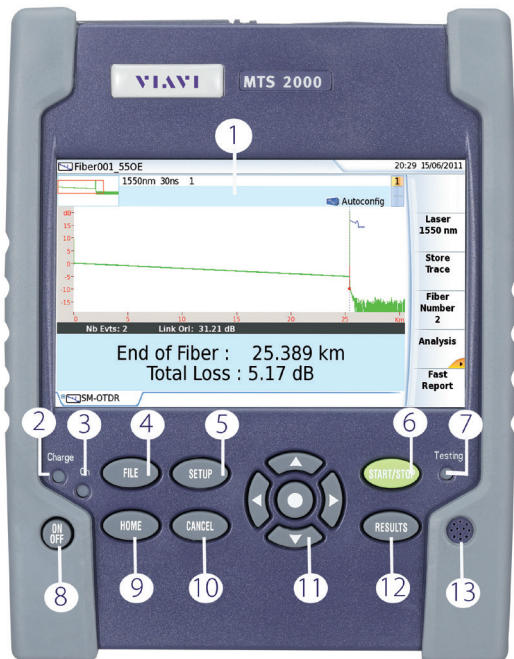 VIAVI MTS 2000
1
Fiber001_55OE 20:29 15/06/2011
1550nm 30ns 1 1
Autoconfig
dB
15
10
5
0
-5
-10
-15
0 5 10 15 20 25 Km
Nb Evts: 2 Link Orl: 31.21 dB
End of Fiber : 25.389 km
Total Loss : 5.17 dB
SM-OTDR
Laser
1550 nm
Store
Trace
Fiber
Number
2
Analysis
Fast
Report
2 3 4 5 6 7
Charge On Testing
FILE SETUP START/STOP
ON
OFF
HOME CANCEL RESULTS
8 9 10 11 12 13